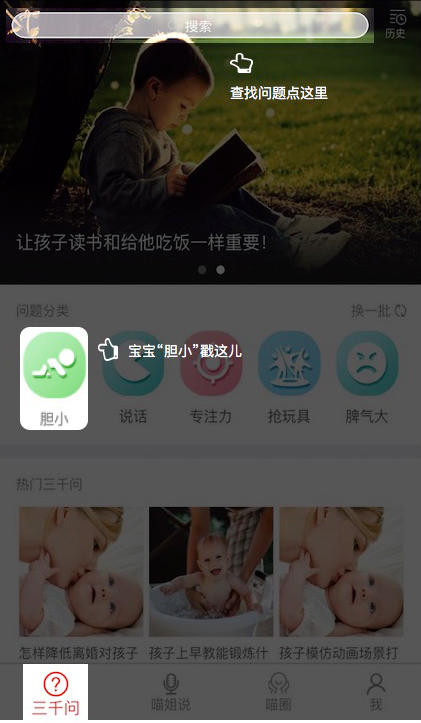 搜索
历史
查找问题点这里
让孩子读书和给他吃饭一样重要！
问题分类
换一批
宝宝“胆小”戳这儿
胆小
说话
专注力
抢玩具
脾气大
热门三千问
怎样降低离婚对孩子
孩子上早教能锻炼什
孩子模仿动画场景打
三千问
喵姐说
喵圈
我